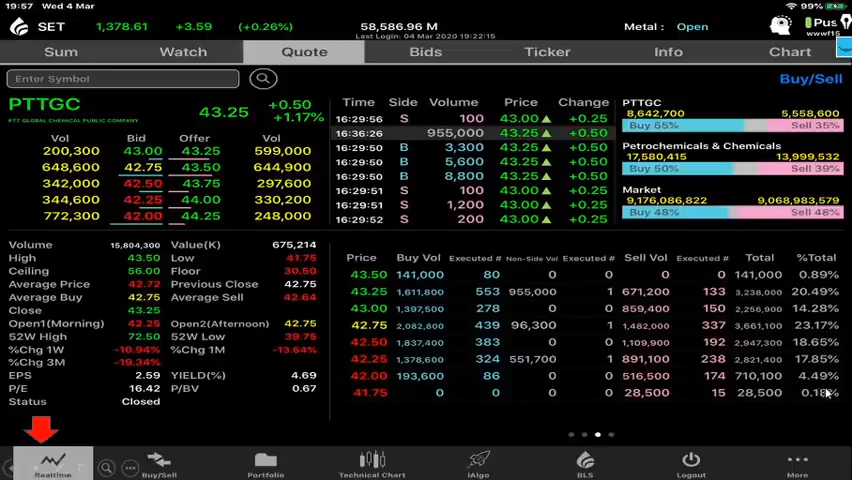 19:57 Wed 4 Mar
99%
SET 1,378.61 +3.59 (+0.26%) 58,586.96 M Metal : Open
Last Login: 04 Mar 2020 19:22:15
Sum Watch Quote Bids Ticker Info Chart
Enter Symbol Buy/Sell
PTTGC 43.25 +0.50
PTT GLOBAL CHEMICAL PUBLIC COMPANY +1.17%
Vol Bid Offer Vol
200,300 43.00 43.25 599,000
648,600 42.75 43.50 644,900
342,000 42.50 43.75 297,600
344,600 42.25 44.00 330,200
772,300 42.00 44.25 248,000
Time Side Volume Price Change
16:29:56 S 100 43.00 +0.25
16:36:26 955,000 43.25 +0.50
16:29:50 B 3,300 43.25 +0.50
16:29:50 B 5,600 43.25 +0.50
16:29:50 B 8,800 43.25 +0.50
16:29:51 S 100 43.00 +0.25
16:29:51 S 1,200 43.00 +0.25
16:29:52 S 200 43.00 +0.25
PTTGC
8,642,700 5,558,600
Buy 55% Sell 35%
Petrochemicals & Chemicals
17,580,415 13,999,532
Buy 50% Sell 39%
Market
9,176,086,822 9,068,983,579
Buy 48% Sell 48%
Volume 15,804,300 Value(K) 675,214
High 43.50 Low 41.75
Ceiling 56.00 Floor 30.50
Average Price 42.72 Previous Close 42.75
Average Buy 42.75 Average Sell 42.64
Close 43.25
Open1(Morning) 42.25 Open2(Afternoon) 42.75
52W High 72.50 52W Low 39.75
%Chg 1W -10.94% %Chg 1M -13.64%
%Chg 3M -19.34%
EPS 2.59 YIELD(%) 4.69
P/E 16.42 P/BV 0.67
Status Closed
Price Buy Vol Executed # Non-Side Vol Executed # Sell Vol Executed # Total %Total
43.50 141,000 80 0 0 0 0 141,000 0.89%
43.25 1,611,800 553 955,000 1 671,200 133 3,238,000 20.49%
43.00 1,397,500 278 0 0 859,400 150 2,256,900 14.28%
42.75 2,082,800 439 96,300 1 1,482,000 337 3,661,100 23.17%
42.50 1,837,400 383 0 0 1,109,900 192 2,947,300 18.65%
42.25 1,378,600 324 551,700 1 891,100 238 2,821,400 17.85%
42.00 193,600 86 0 0 516,500 174 710,100 4.49%
41.75 0 0 0 0 28,500 15 28,500 0.18%
Realtime Buy/Sell Portfolio Technical Chart iAlgo BLS Logout More